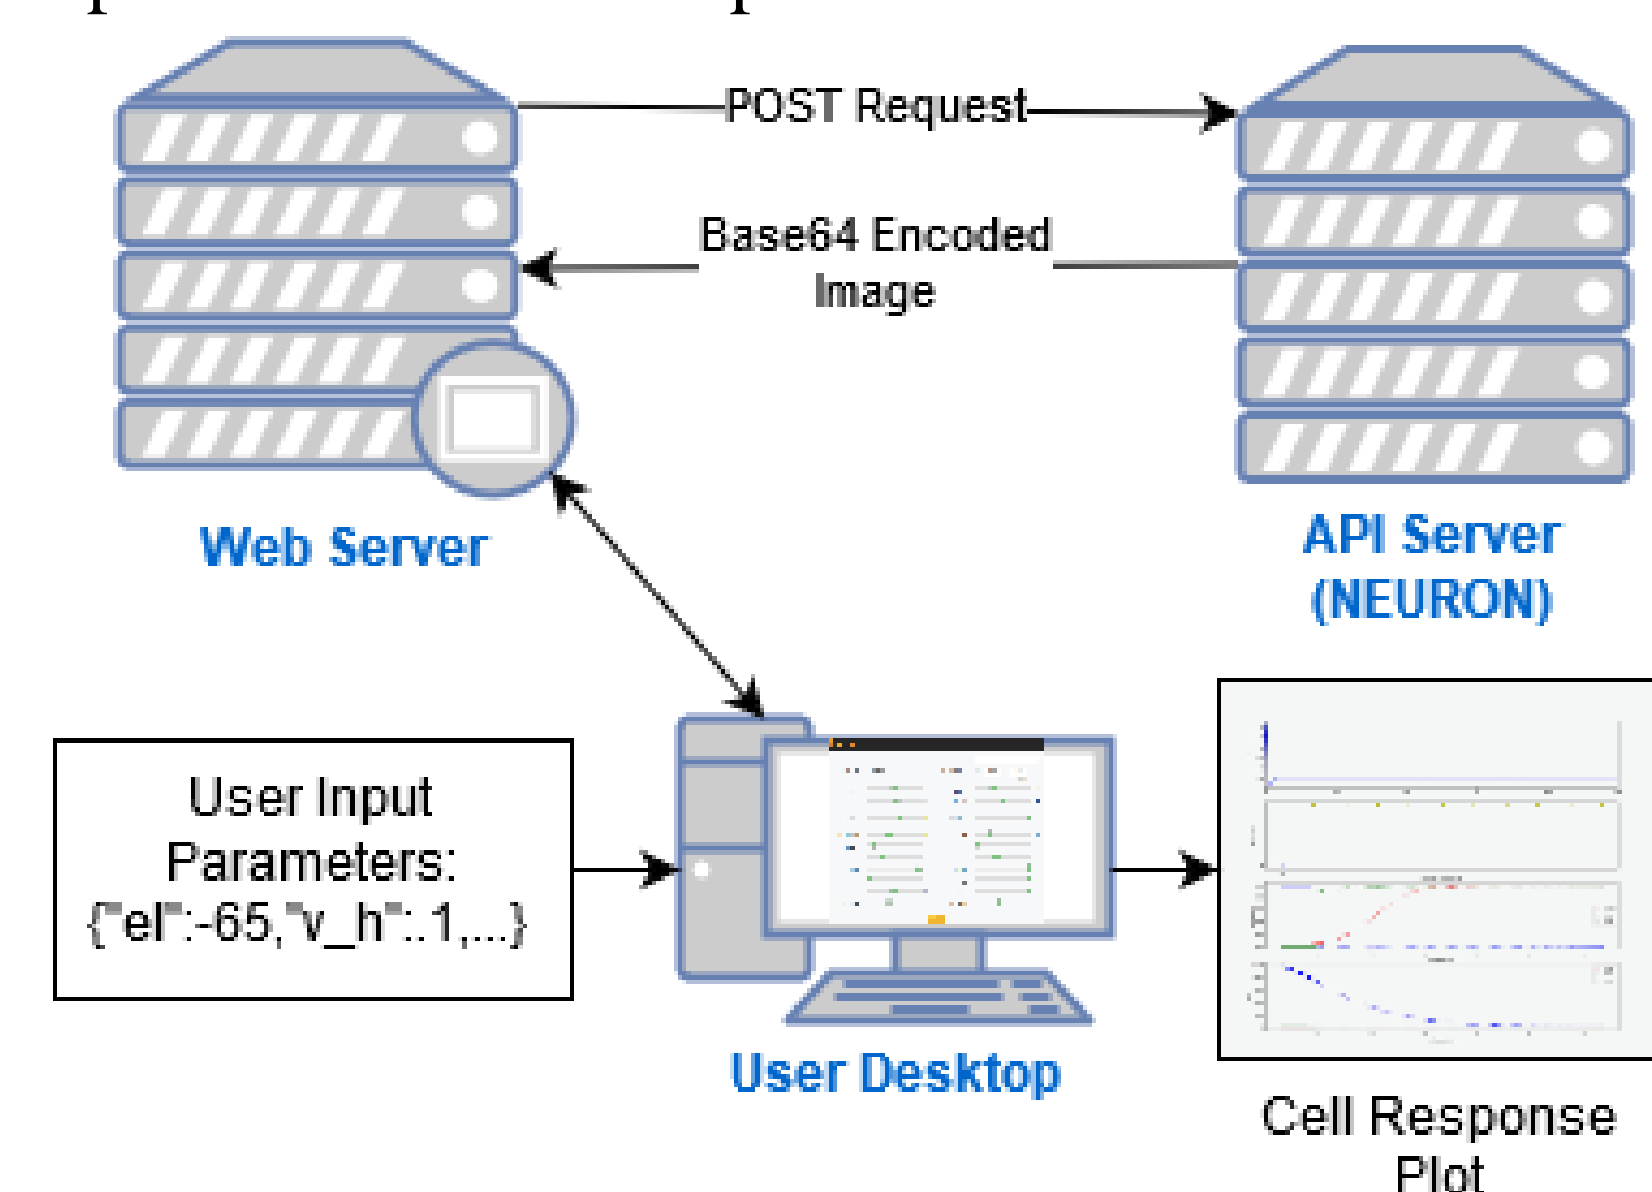 POST Request
Base64 Encoded
Image
Web Server
API Server
(NEURON)
User Input
Parameters:
{"el":-65,"v_h":.1,...}
User Desktop
Cell Response
Plot